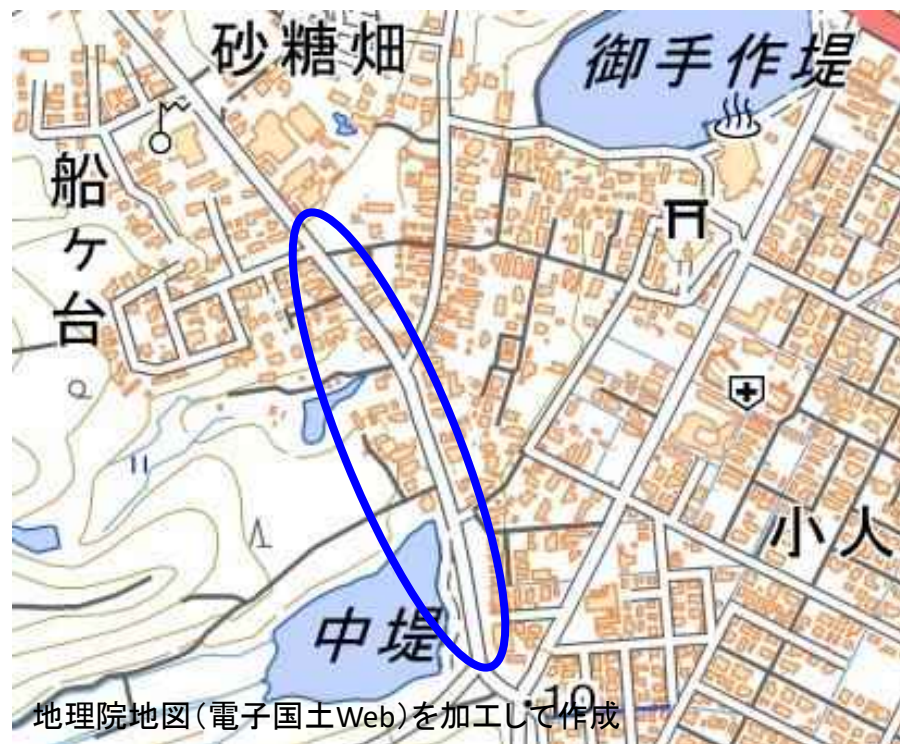 砂糖畑
御手作堤
船ヶ台
小人
中堤
・10
地理院地図(電子国土Web)を加工して作成